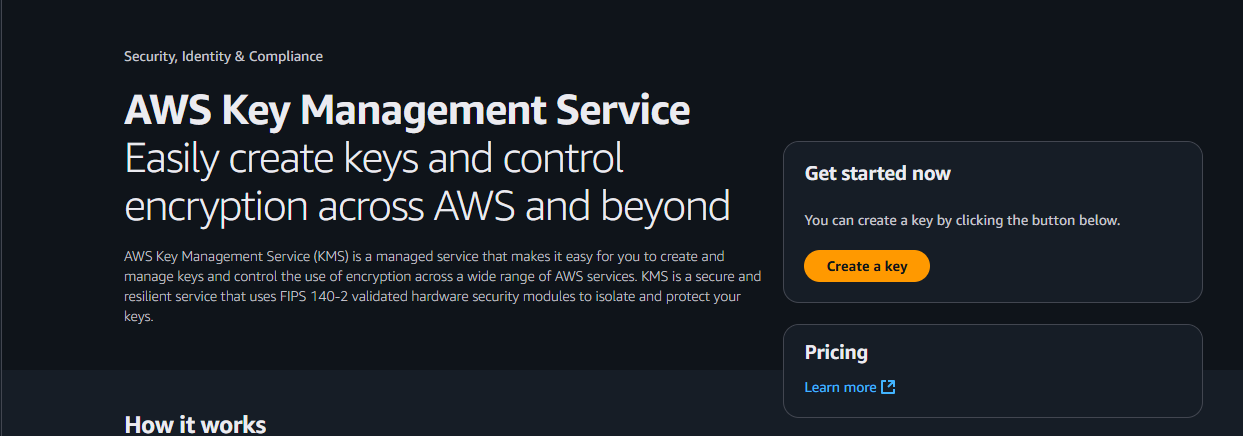 Security, Identity & Compliance
AWS Key Management Service
Easily create keys and control
encryption across AWS and beyond
AWS Key Management Service (KMS) is a managed service that makes it easy for you to create and
manage keys and control the use of encryption across a wide range of AWS services. KMS is a secure and
resilient service that uses FIPS 140-2 validated hardware security modules to isolate and protect your
keys.
Get started now
You can create a key by clicking the button below.
Create a key
Pricing
Learn more
How it works